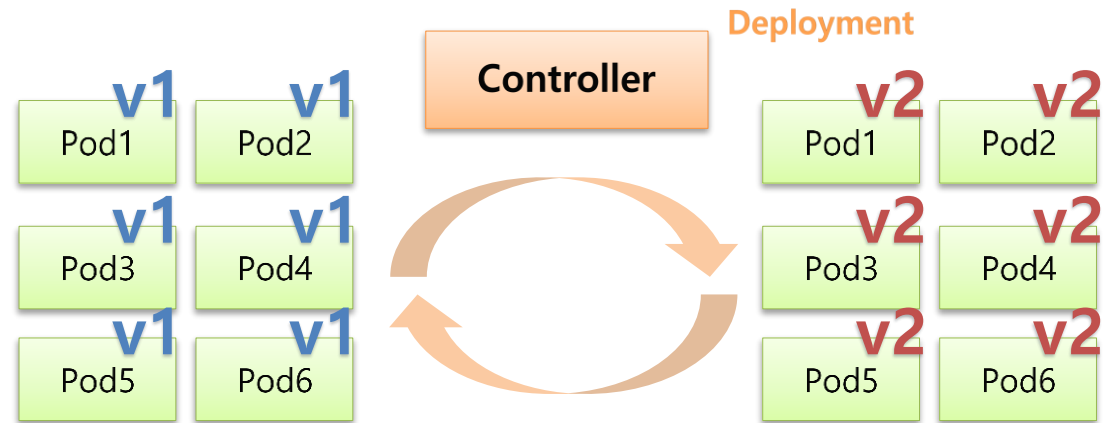 Deployment
Controller
v1 v1
Pod1 Pod2
v1 v1
Pod3 Pod4
v1 v1
Pod5 Pod6
v2 v2
Pod1 Pod2
v2 v2
Pod3 Pod4
v2 v2
Pod5 Pod6